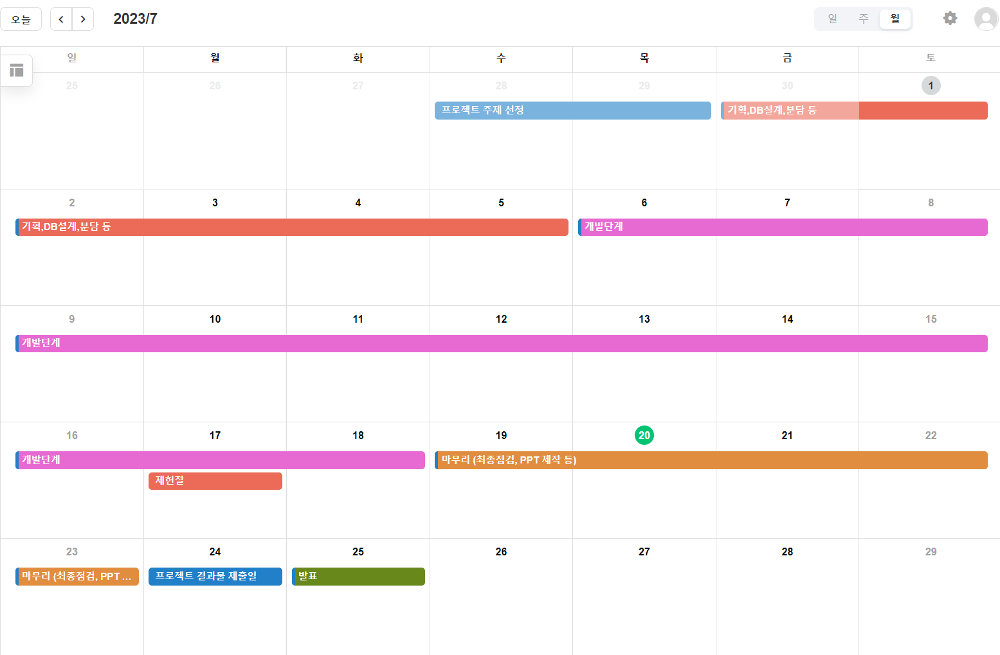 오늘 2023/7 일 주 월
일 월 화 수 목 금 토
25 26 27 28 29 30 1
프로젝트 주제 선정 기획,DB설계,분담 등
2 3 4 5 6 7 8
기획,DB설계,분담 등 개발단계
9 10 11 12 13 14 15
개발단계
16 17 18 19 20 21 22
개발단계 마무리 (최종점검, PPT 제작 등)
제헌절
23 24 25 26 27 28 29
마무리 (최종점검, PPT ... 프로젝트 결과물 제출일 발표